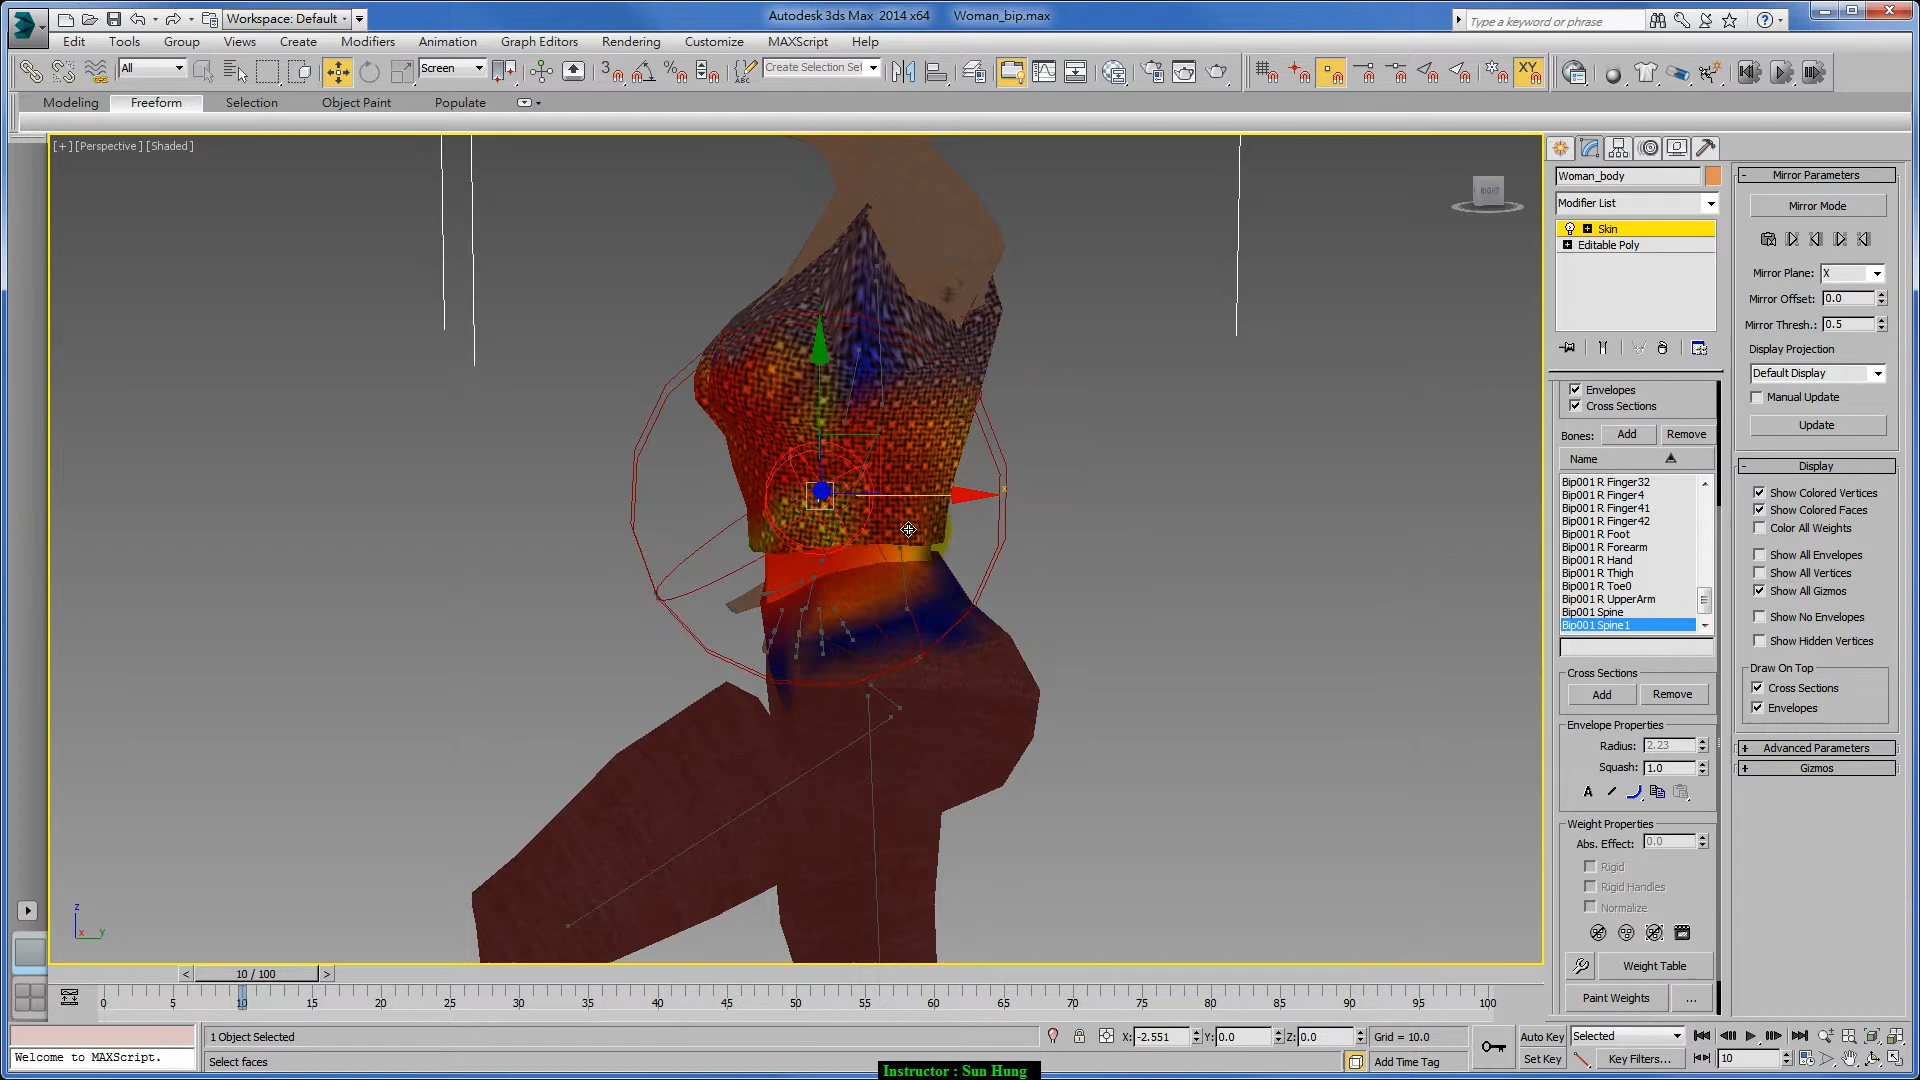 Workspace: Default
Autodesk 3ds Max 2014 x64 Woman_bip.max
Type a keyword or phrase
Edit Tools Group Views Create Modifiers Animation Graph Editors Rendering Customize MAXScript Help
All
Screen
Create Selection Set
XY
Modeling Freeform Selection Object Paint Populate
[+] [Perspective] [Shaded]
RIGHT
Woman_body
Modifier List
Skin
Editable Poly
Envelopes
Cross Sections
Bones: Add Remove
Name
Bip001 R Finger32
Bip001 R Finger4
Bip001 R Finger41
Bip001 R Finger42
Bip001 R Foot
Bip001 R Forearm
Bip001 R Hand
Bip001 R Thigh
Bip001 R Toe0
Bip001 R UpperArm
Bip001 Spine
Bip001 Spine1
Cross Sections
Add Remove
Envelope Properties
Radius: 2.23
Squash: 1.0
A
Weight Properties
Abs. Effect: 0.0
Rigid
Rigid Handles
Normalize
Weight Table
Paint Weights ...
Mirror Parameters
Mirror Mode
Mirror Plane: X
Mirror Offset: 0.0
Mirror Thresh.: 0.5
Display Projection
Default Display
Manual Update
Update
Display
Show Colored Vertices
Show Colored Faces
Color All Weights
Show All Envelopes
Show All Vertices
Show All Gizmos
Show No Envelopes
Show Hidden Vertices
Draw On Top
Cross Sections
Envelopes
Advanced Parameters
Gizmos
x
z
x y
10 / 100
0 5 10 15 20 25 30 35 40 45 50 55 60 65 70 75 80 85 90 95 100
1 Object Selected
X: -2.551 Y: 0.0 Z: 0.0 Grid = 10.0
Auto Key Selected
Welcome to MAXScript.
Select faces
Add Time Tag
Set Key Key Filters... 10
Instructor : Sun Hung